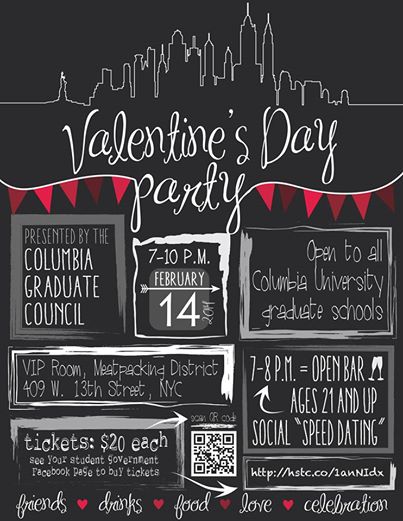 Valentine's Day
party
PRESENTED BY THE
COLUMBIA
GRADUATE
COUNCIL
7-10 P.M.
FEBRUARY
14
2014
Open to all
Columbia University
graduate schools
VIP Room, Meatpacking District
409 W. 13th Street, NYC
7-8 P.M. = OPEN BAR
AGES 21 AND UP
SOCIAL "SPEED DATING"
tickets: $20 each
see your student government
Facebook page to buy tickets
scan QR code
http://hstc.co/1anNIdx
friends ♥ drinks ♥ food ♥ love ♥ celebration